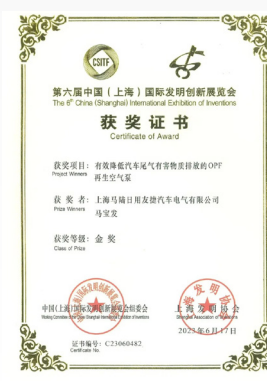 CSITF
第六届中国(上海)国际发明创新展览会
The 6th China (Shanghai) International Exhibition of Inventions
获奖证书
Certificate of Award
获奖项目：有效降低汽车尾气有害物质排放的OPF
Project Winners
再生空气泵
获奖者：上海马陆日用友捷汽车电气有限公司
Prize Winners
马宝发
获奖等级：金奖
Class of Prize
中国(上海)国际发明创新展览会组委会
上海发明协会
Shanghai Association of Inventions
2023年6月17日
证书编号：C23060482
Certificate No.